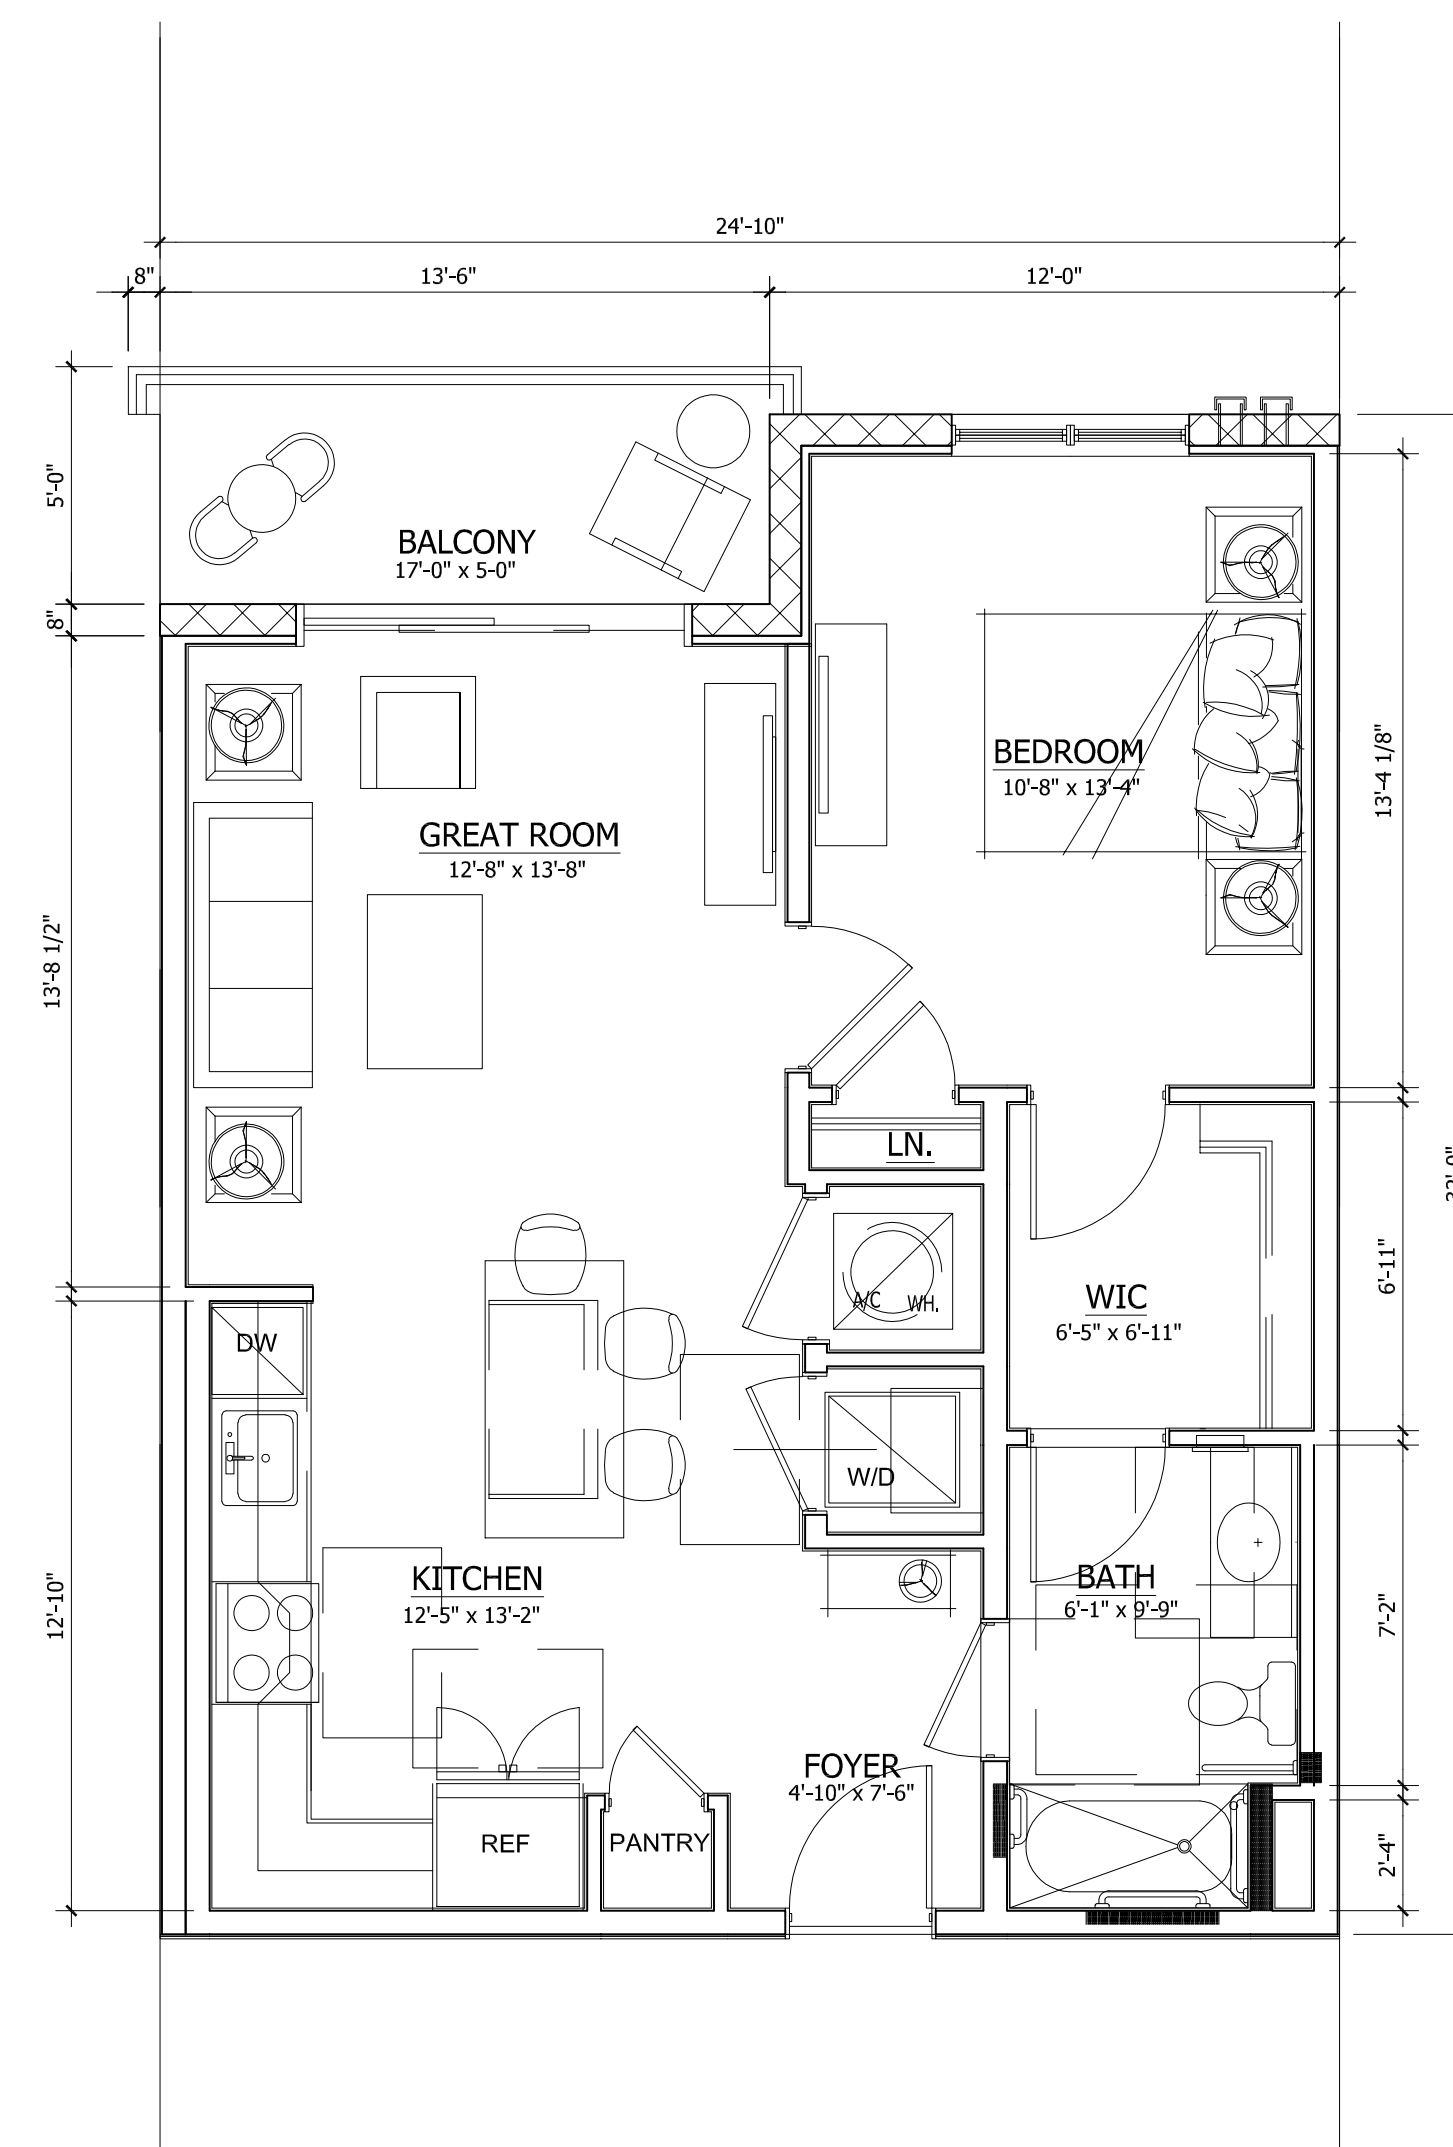 24'-10"
8"
13'-6"
12'-0"
5'-0"
BALCONY
17'-0" x 5-0"
8"
BEDROOM
10'-8" x 13'-4"
13'-4 1/8"
GREAT ROOM
12'-8" x 13'-8"
13'-8 1/2"
LN.
6'-11"
WIC
6'-5" x 6'-11"
A/C
WH.
DW
W/D
KITCHEN
12'-5" x 13'-2"
BATH
6'-1" x 9'-9"
12'-10"
7'-2"
FOYER
4'-10" x 7'-6"
REF
PANTRY
2'-4"